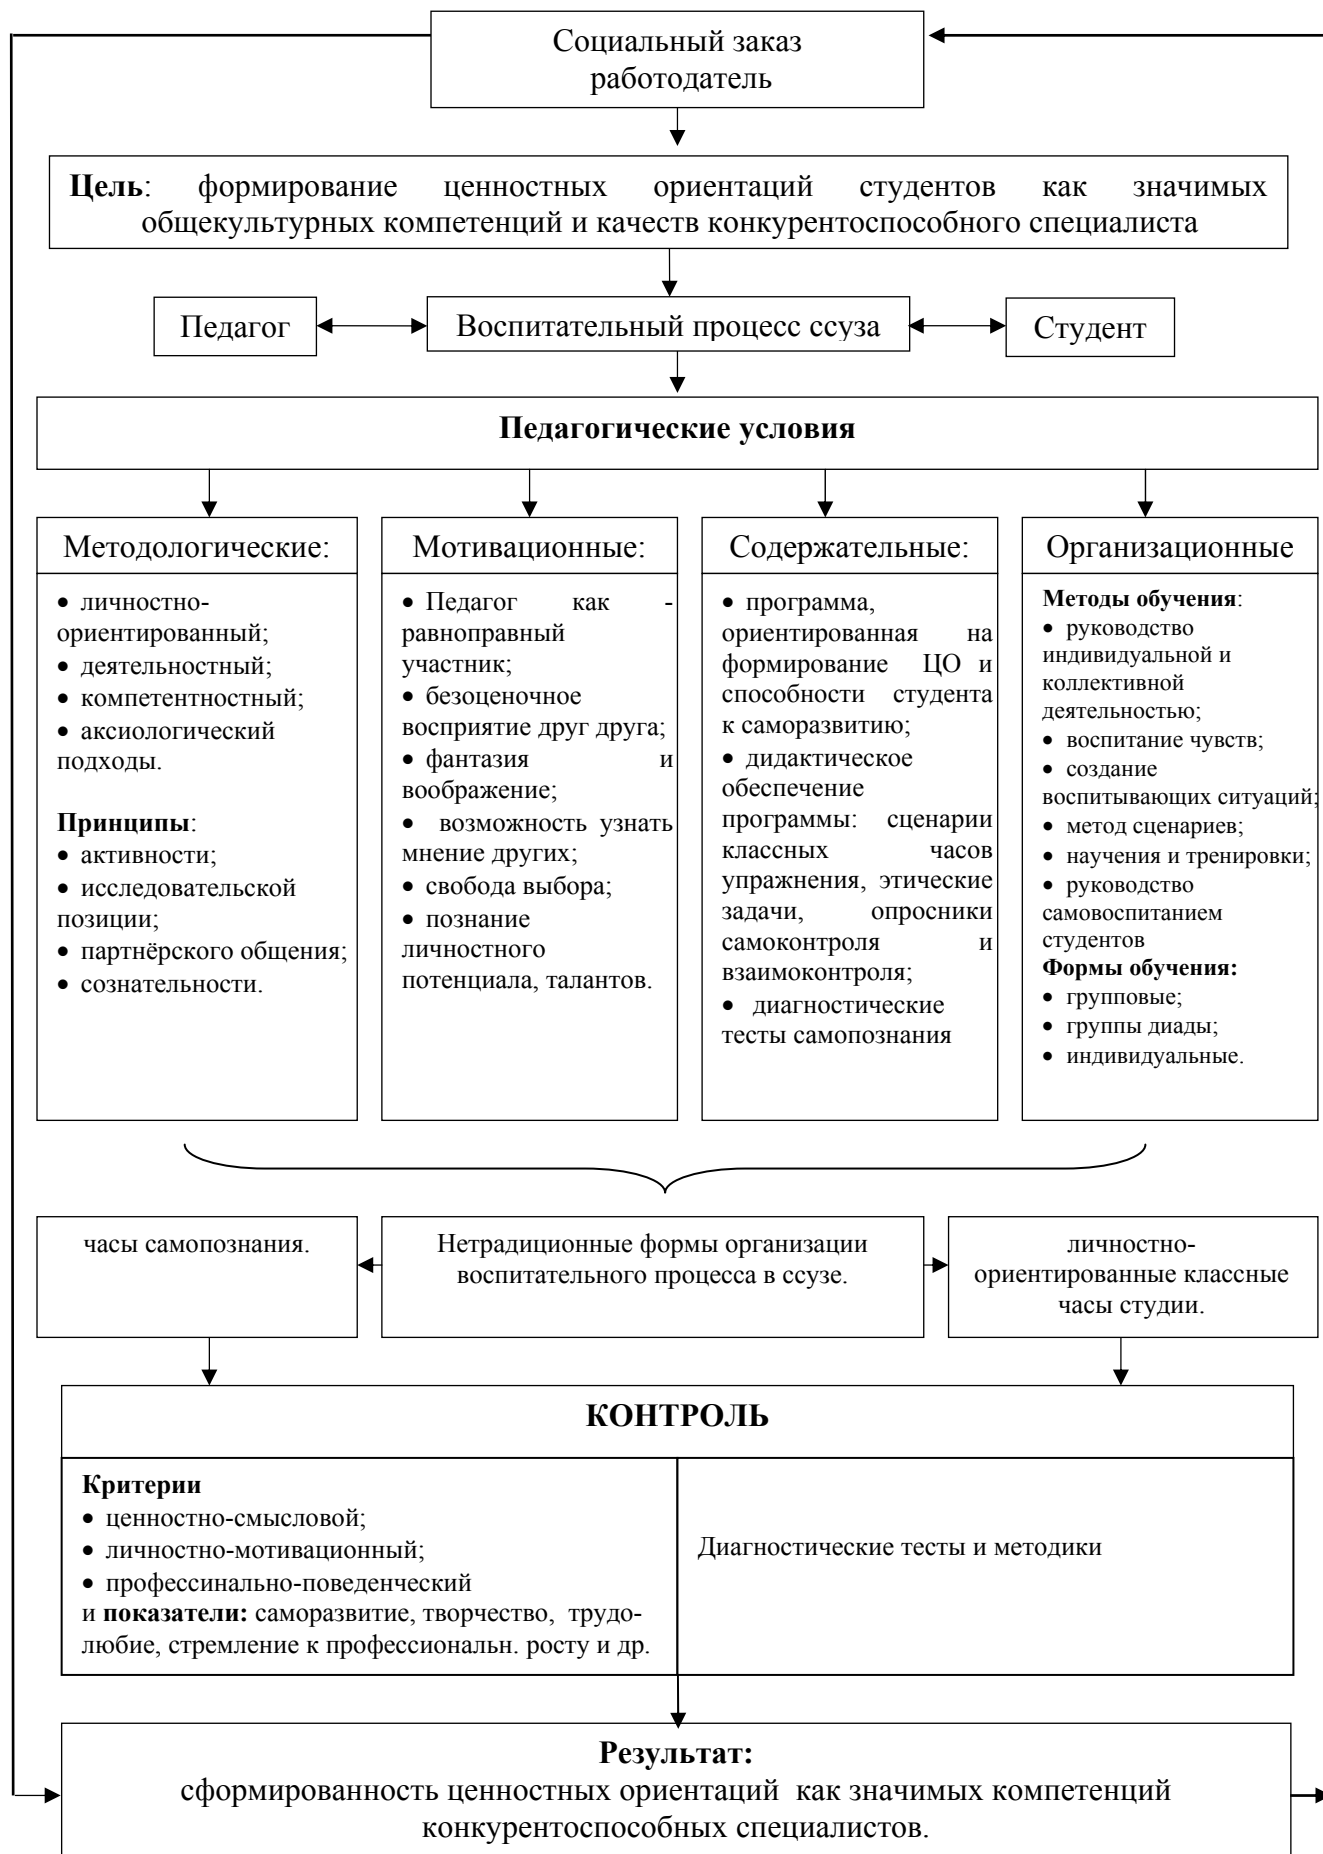 Социальный заказ
работодатель
Цель: формирование ценностных ориентаций студентов как значимых
общекультурных компетенций и качеств конкурентоспособного специалиста
Педагог
Воспитательный процесс ссуза
Студент
Педагогические условия
Методологические:
• личностно-
ориентированный;
• деятельностный;
• компетентностный;
• аксиологический
подходы.
Принципы:
• активности;
• исследовательской
позиции;
• партнёрского общения;
• сознательности.
Мотивационные:
• Педагог как -
равноправный
участник;
• безоценочное
восприятие друг друга;
• фантазия и
воображение;
• возможность узнать
мнение других;
• свобода выбора;
• познание
личностного
потенциала, талантов.
Содержательные:
• программа,
ориентированная на
формирование ЦО и
способности студента
к саморазвитию;
• дидактическое
обеспечение
программы: сценарии
классных часов
упражнения, этические
задачи, опросники
самоконтроля и
взаимоконтроля;
• диагностические
тесты самопознания
Организационные
Методы обучения:
• руководство
индивидуальной и
коллективной
деятельностью;
• воспитание чувств;
• создание
воспитывающих ситуаций;
• метод сценариев;
• научения и тренировки;
• руководство
самовоспитанием
студентов
Формы обучения:
• групповые;
• группы диады;
• индивидуальные.
часы самопознания.
Нетрадиционные формы организации
воспитательного процесса в ссузе.
личностно-
ориентированные классные
часы студии.
КОНТРОЛЬ
Критерии
• ценностно-смысловой;
• личностно-мотивационный;
• профессинально-поведенческий
и показатели: саморазвитие, творчество, трудо-
любие, стремление к профессиональн. росту и др.
Диагностические тесты и методики
Результат:
сформированность ценностных ориентаций как значимых компетенций
конкурентоспособных специалистов.